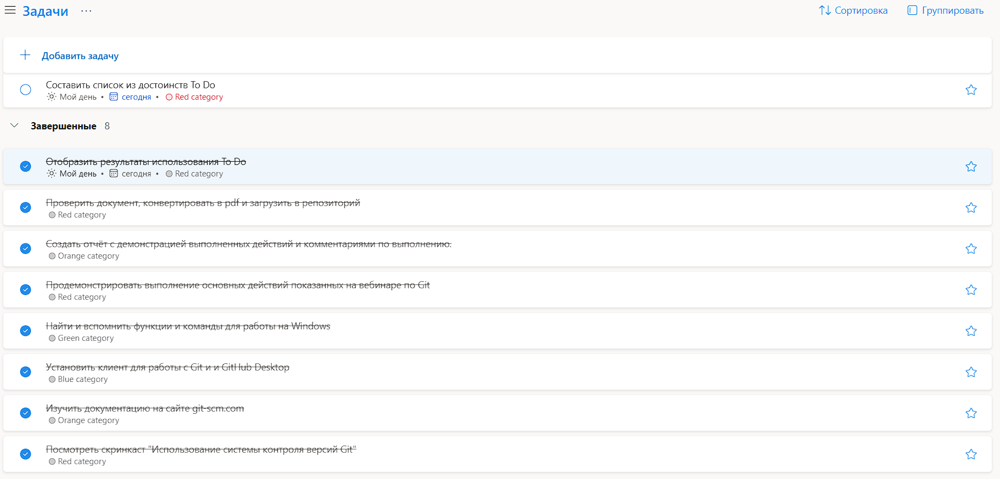 Задачи ···
Сортировка Группировать
Добавить задачу
Составить список из достоинств To Do
Мой день • сегодня • Red category
Завершенные 8
Отобразить результаты использования To Do
Мой день • сегодня • Red category
Проверить документ, конвертировать в pdf и загрузить в репозиторий
Red category
Создать отчёт с демонстрацией выполненных действий и комментариями по выполнению.
Orange category
Продемонстрировать выполнение основных действий показанных на вебинаре по Git
Red category
Найти и вспомнить функции и команды для работы на Windows
Green category
Установить клиент для работы с Git и и GitHub Desktop
Blue category
Изучить документацию на сайте git-scm.com
Orange category
Посмотреть скринкаст "Использование системы контроля версий Git"
Red category